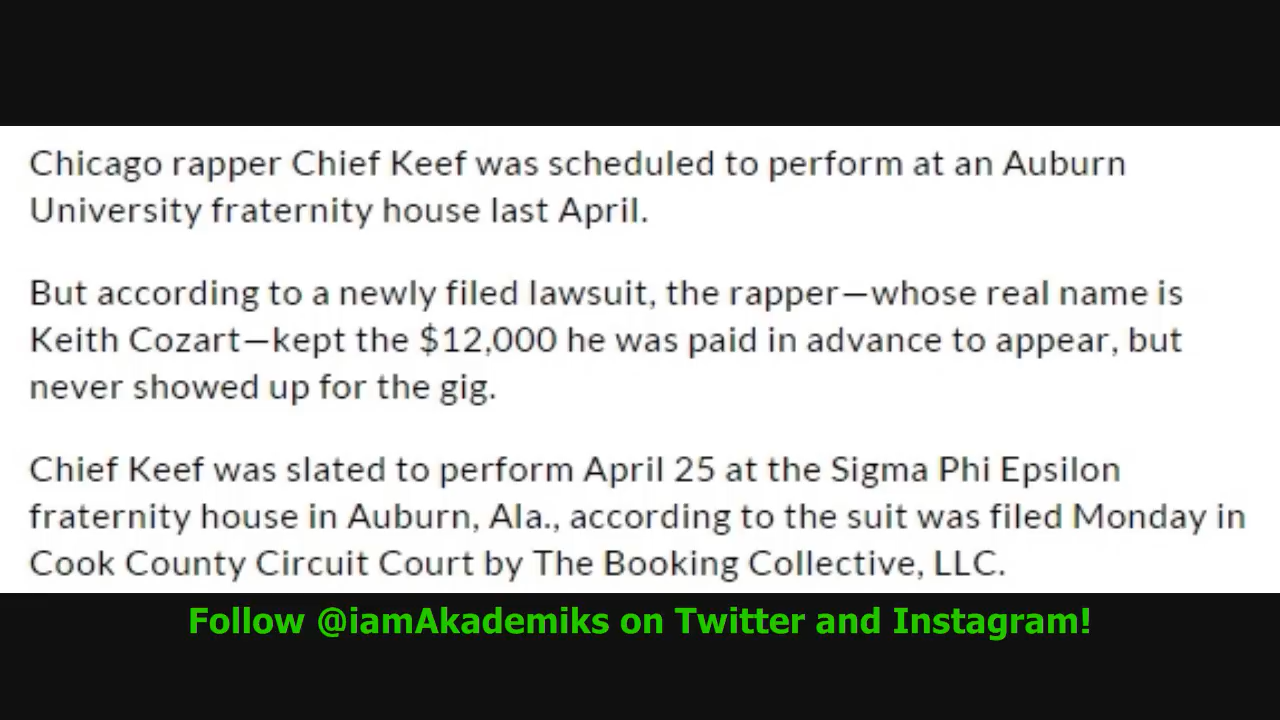 Chicago rapper Chief Keef was scheduled to perform at an Auburn
University fraternity house last April.
But according to a newly filed lawsuit, the rapper—whose real name is
Keith Cozart—kept the $12,000 he was paid in advance to appear, but
never showed up for the gig.
Chief Keef was slated to perform April 25 at the Sigma Phi Epsilon
fraternity house in Auburn, Ala., according to the suit was filed Monday in
Cook County Circuit Court by The Booking Collective, LLC.
Follow @iamAkademiks on Twitter and Instagram!